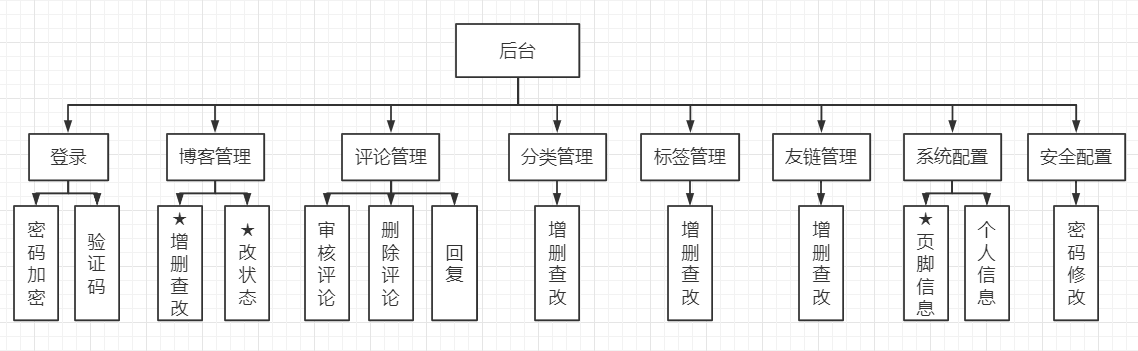 后台
登录
博客管理
评论管理
分类管理
标签管理
友链管理
系统配置
安全配置
密码加密
验证码
★增删查改
★改状态
审核评论
删除评论
回复
增删查改
增删查改
增删查改
★页脚信息
个人信息
密码修改